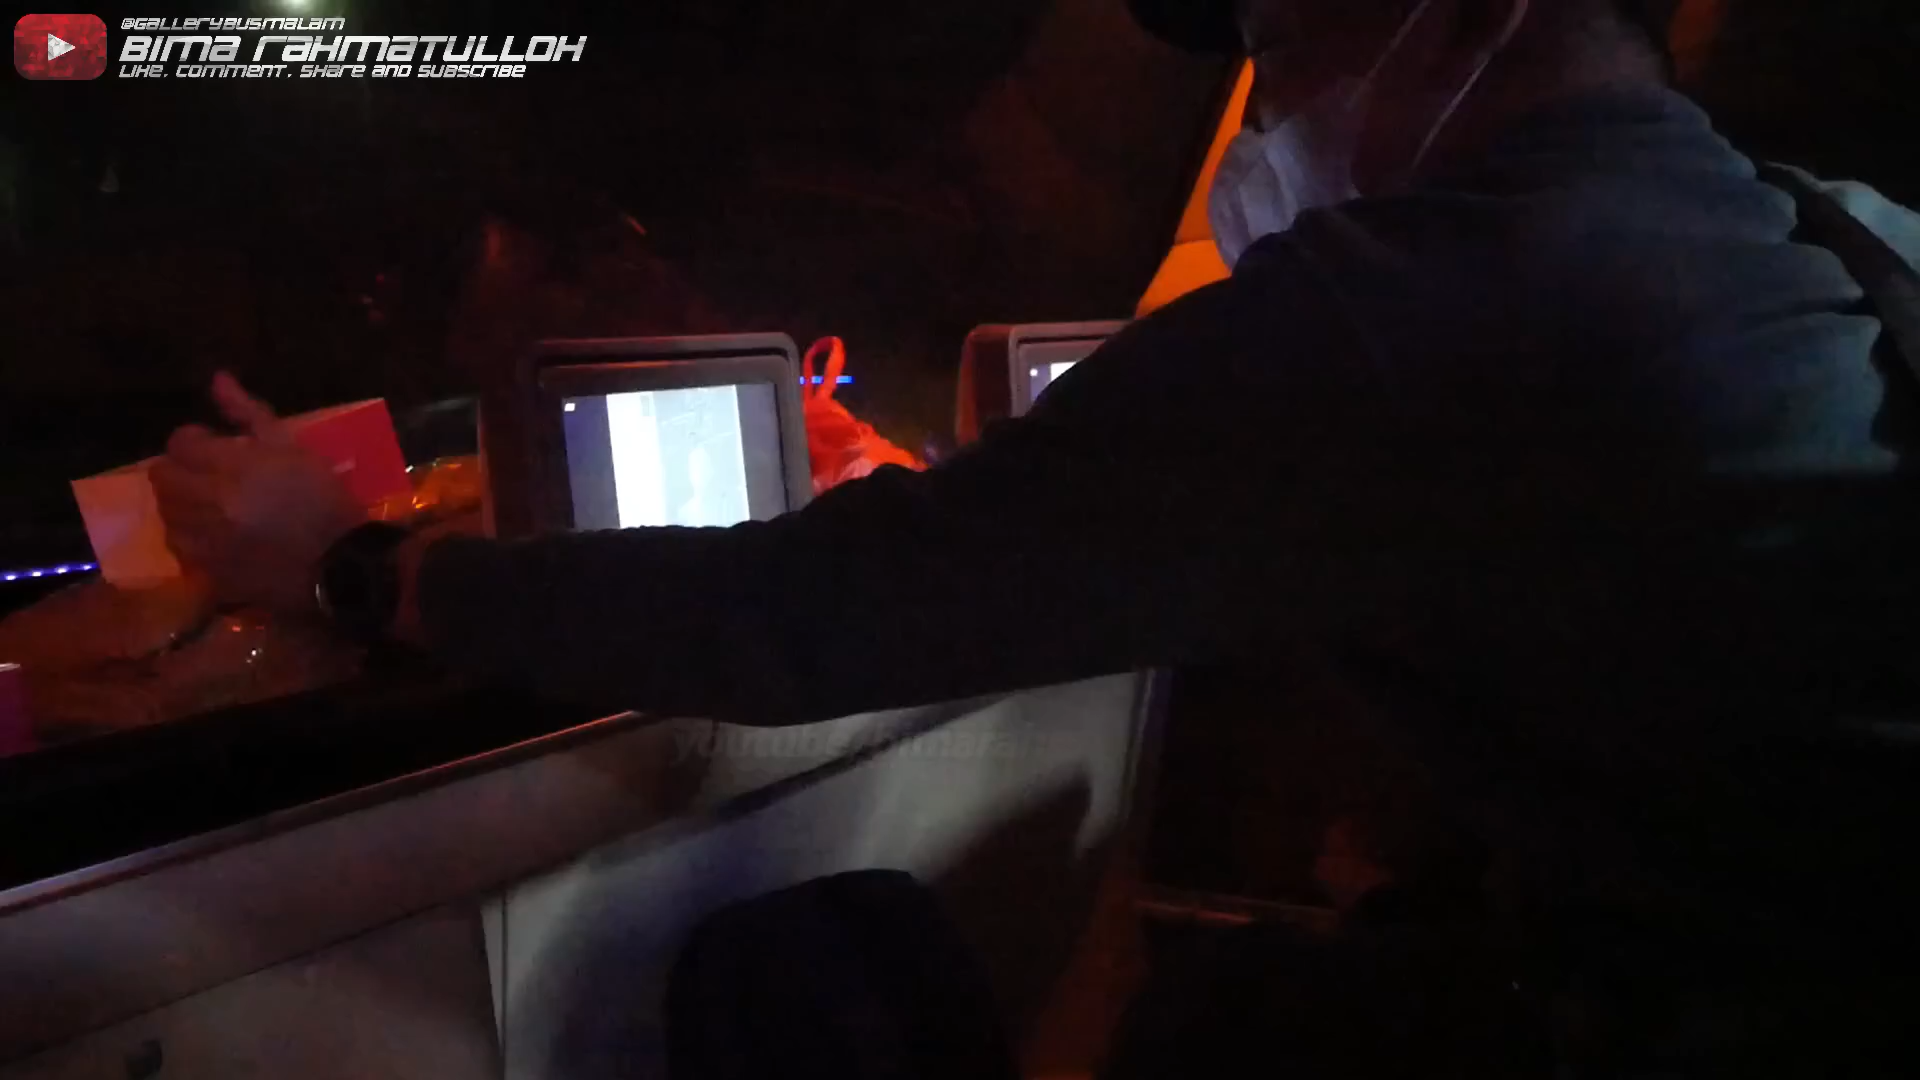 @GALLERYBUSMALAM
BIMA RAHMATULLOH
LIKE, COMMENT, SHARE AND SUBSCRIBE